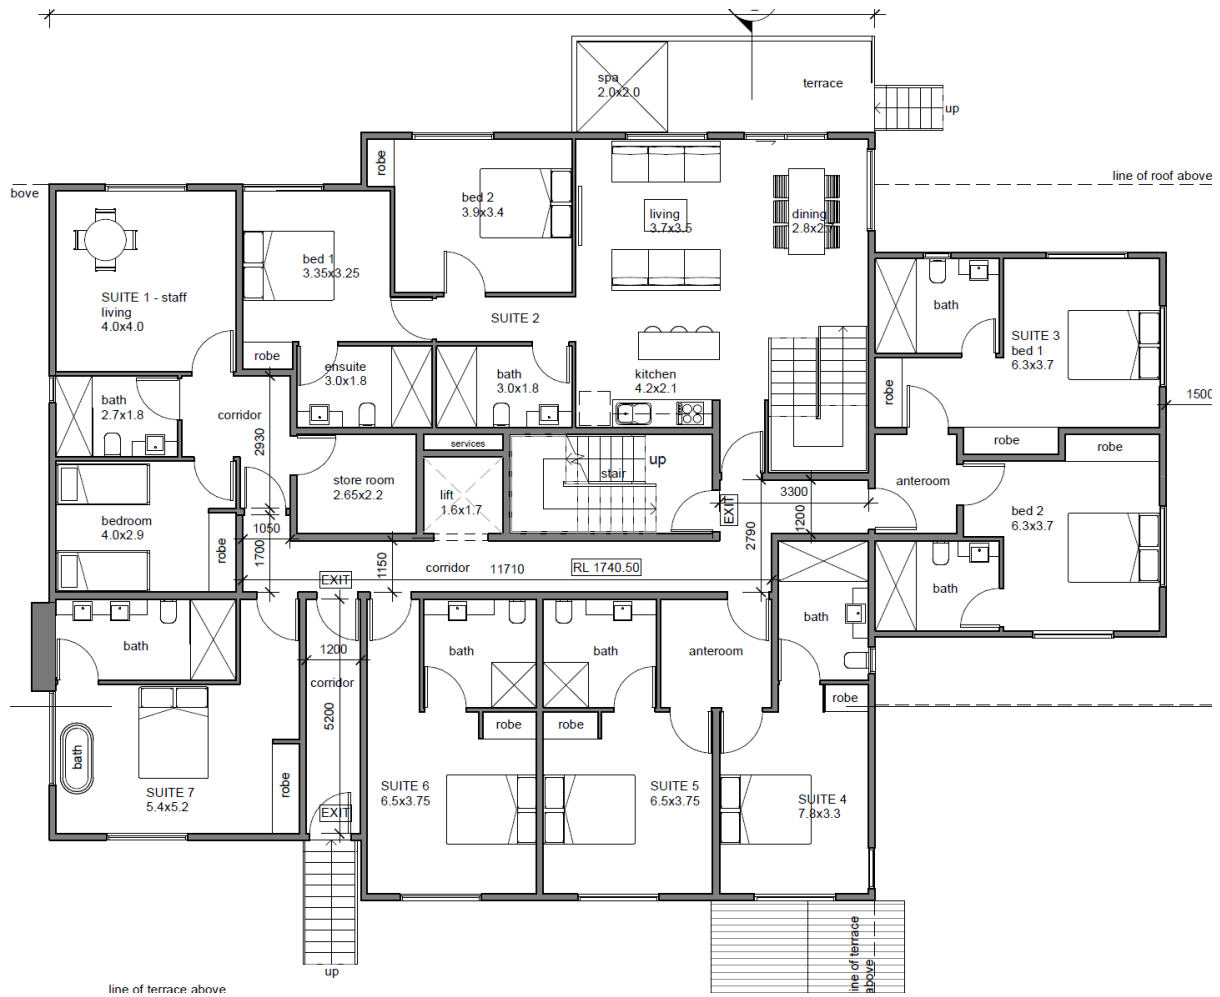 spa
2.0x2.0
terrace
up
bove
line of roof above
robe
bed 2
3.9x3.4
living
3.7x3.5
dining
bed 1
3.35x3.25
SUITE 1 - staff
living
4.0x4.0
SUITE 2
bath
SUITE 3
bed 1
6.3x3.7
robe
ensuite
3.0x1.8
bath
3.0x1.8
kitchen
4.2x2.1
robe
1500
bath
2.7x1.8
corridor
2930
services
up
stair
robe
robe
store room
2.65x2.2
lift
1.6x1.7
anteroom
3300
EXIT
1200
2790
bedroom
4.0x2.9
robe
1050
1700
bed 2
6.3x3.7
1150
corridor
11710
RL 1740.50
EXIT
bath
bath
bath
1200
corridor
5200
bath
bath
anteroom
robe
robe
robe
bath
robe
SUITE 7
5.4x5.2
SUITE 6
6.5x3.75
SUITE 5
6.5x3.75
SUITE 4
7.8x3.3
EXIT
up
line of terrace
above
line of terrace above